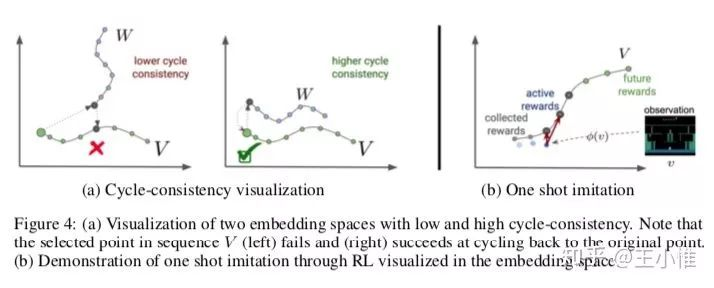 W
lower cycle
consistency
V
higher cycle
consistency
W
V
(a) Cycle-consistency visualization
V
future
rewards
active
rewards
collected
rewards
ϕ(v)
observation
v
(b) One shot imitation
Figure 4: (a) Visualization of two embedding spaces with low and high cycle-consistency. Note that
the selected point in sequence V (left) fails and (right) succeeds at cycling back to the original point.
(b) Demonstration of one shot imitation through RL visualized in the embedding space.
知乎 @王小惟